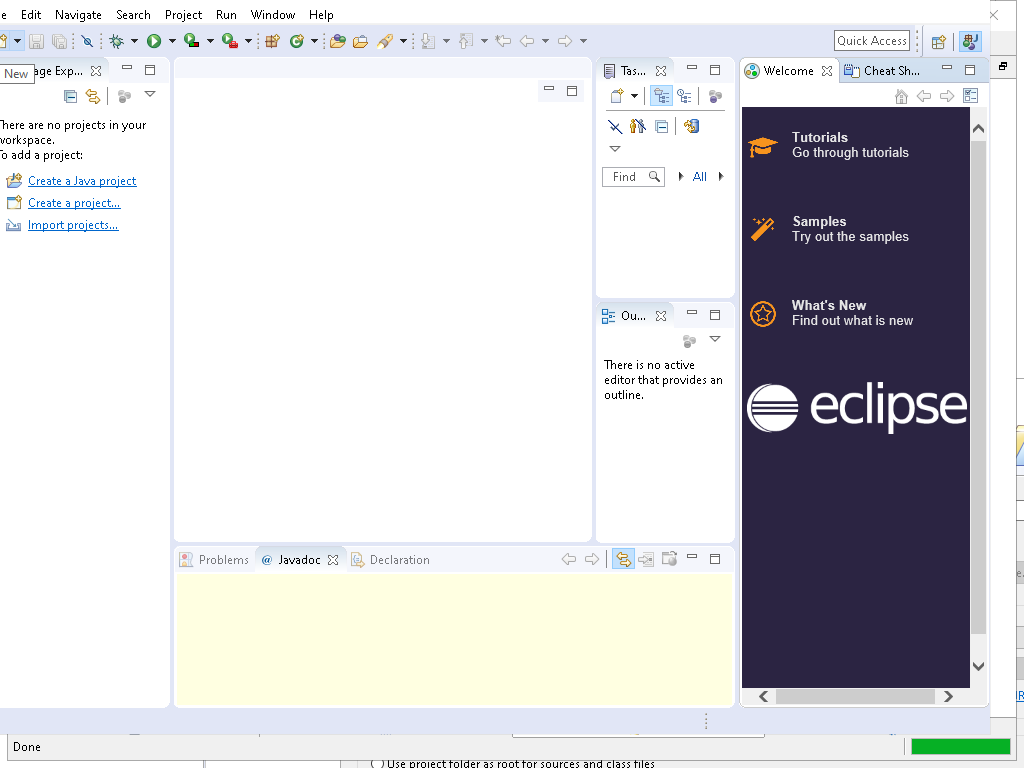 e Edit Navigate Search Project Run Window Help
Quick Access
New
age Exp...
Tas...
Welcome
Cheat Sh...
here are no projects in your
workspace.
To add a project:
Create a Java project
Create a project...
Import projects...
Find
All
Tutorials
Go through tutorials
Samples
Try out the samples
What's New
Find out what is new
eclipse
Ou...
There is no active
editor that provides an
outline.
Problems
@ Javadoc
Declaration
Done
Use project folder as root for sources and class files